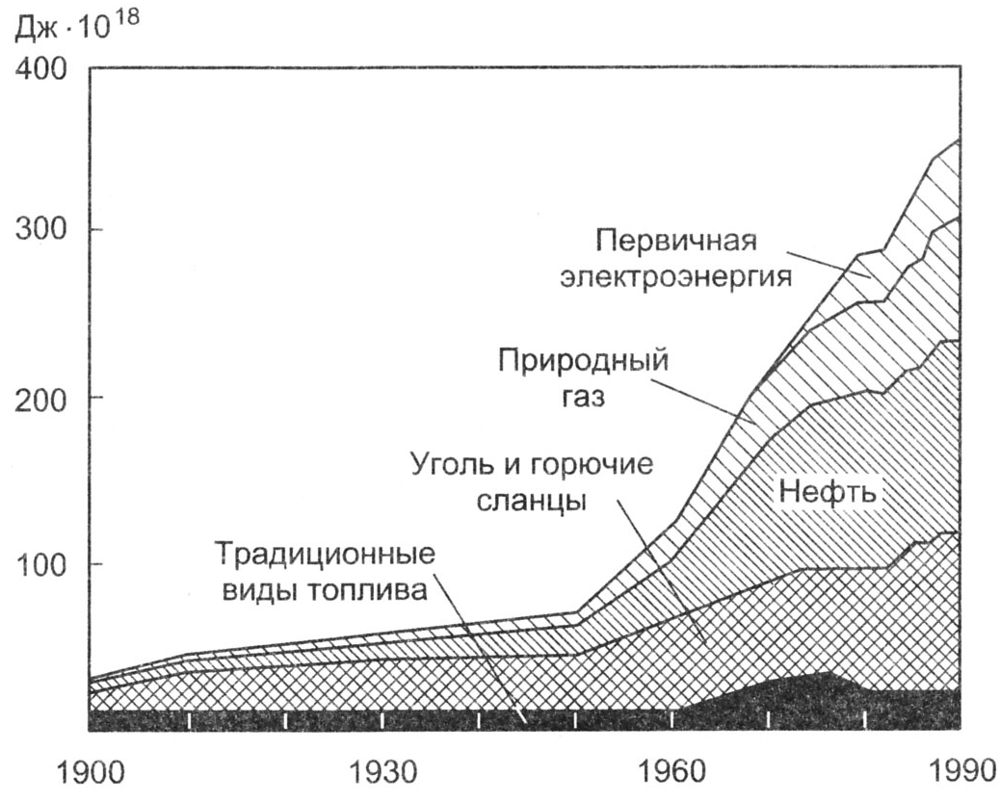 Дж · 10¹⁸
400
300
200
100
Первичная
электроэнергия
Природный
газ
Уголь и горючие
сланцы
Нефть
Традиционные
виды топлива
1900
1930
1960
1990